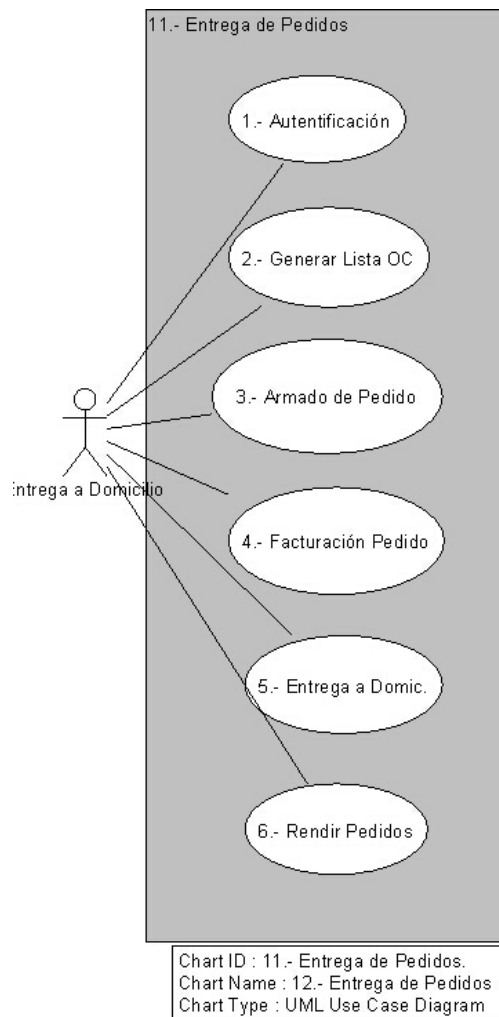 11.- Entrega de Pedidos
1.- Autentificación
2.- Generar Lista OC
3.- Armado de Pedido
4.- Facturación Pedido
ntrega a Domicilio
5.- Entrega a Domic.
6.- Rendir Pedidos
Chart ID : 11.- Entrega de Pedidos.
Chart Name : 12.- Entrega de Pedidos
Chart Type : UML Use Case Diagram